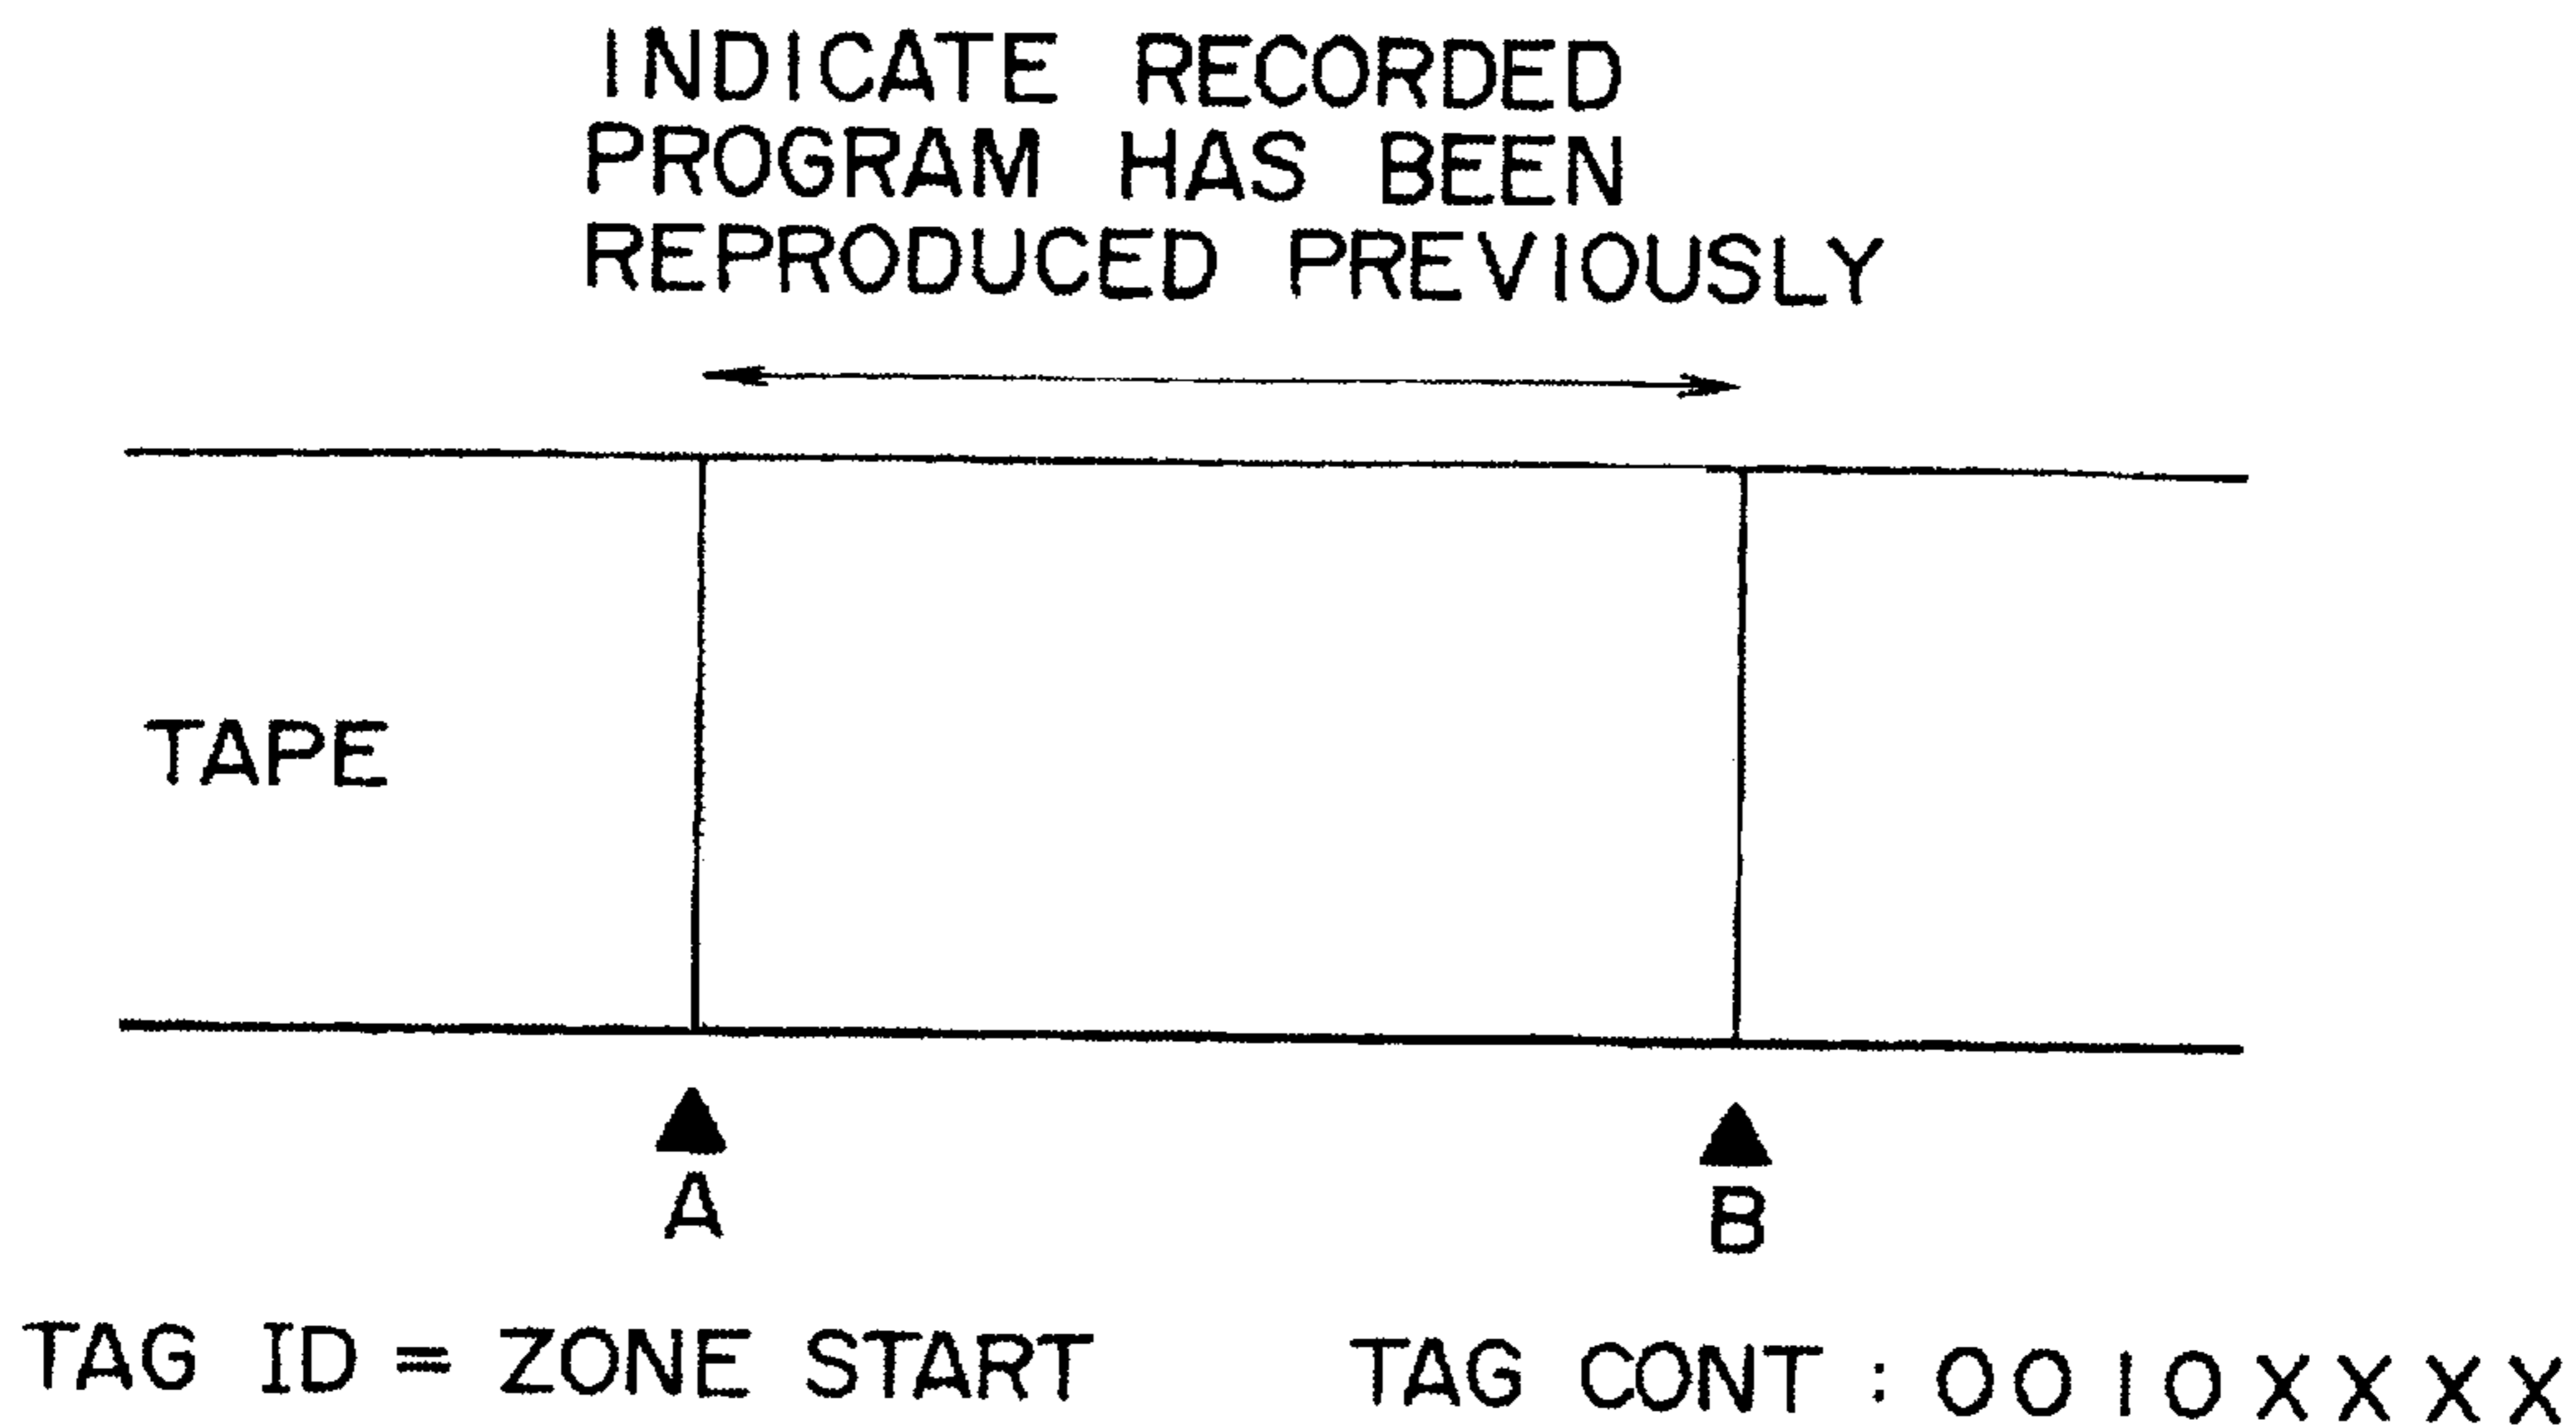 INDICATE RECORDED
PROGRAM HAS BEEN
REPRODUCED PREVIOUSLY
TAPE
A
B
TAG ID = ZONE START
TAG CONT : 0010XXXX